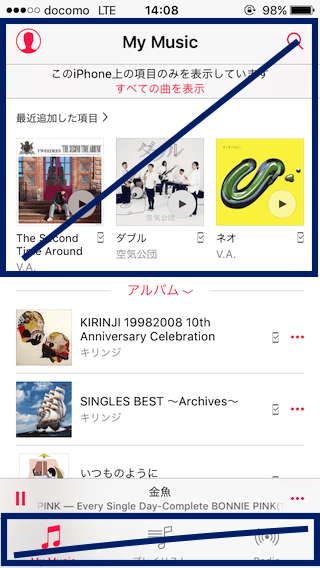 docomo LTE 14:08 98%
My Music
このiPhone上の項目のみを表示しています
すべての曲を表示
最近追加した項目
TWEEDEES THE SECOND TIME AROUND
ダブル
空気公団
The Second Time Around
V.A.
ダブル
空気公団
ネオ
V.A.
アルバム
KIRINJI 19982008 10th
Anniversary Celebration
キリンジ
SINGLES BEST 〜Archives〜
キリンジ
いつものように
金魚
PINK — Every Single Day-Complete BONNIE PINK(1
My Music
プレイリスト
Radio